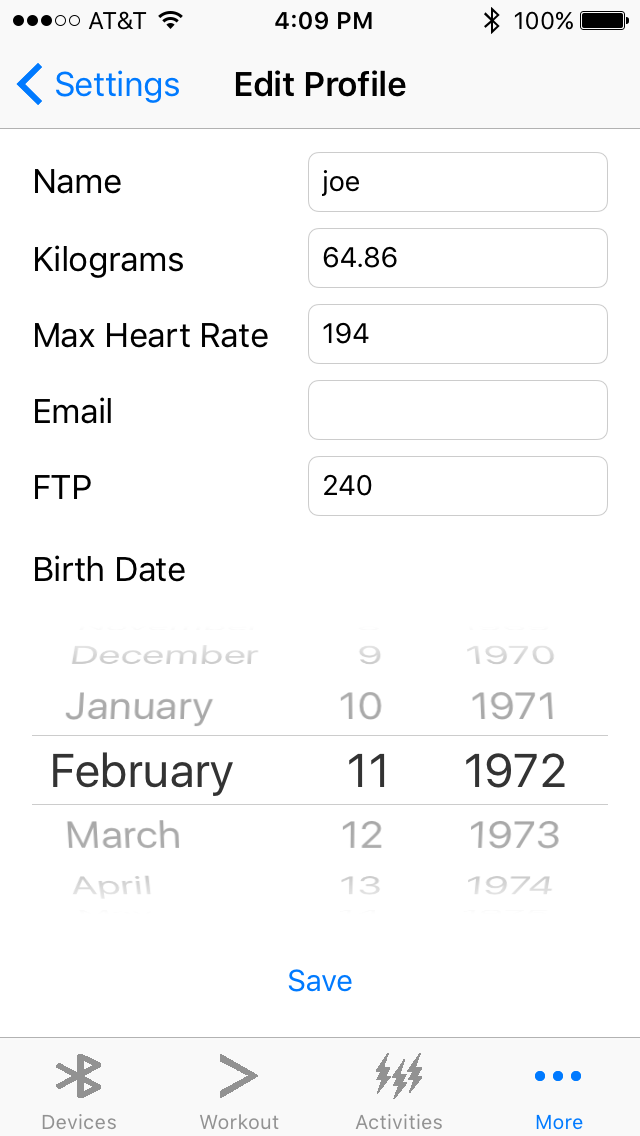 AT&T 4:09 PM 100%
Settings Edit Profile
Name joe
Kilograms 64.86
Max Heart Rate 194
Email
FTP 240
Birth Date
December 9 1970
January 10 1971
February 11 1972
March 12 1973
April 13 1974
Save
Devices Workout Activities More